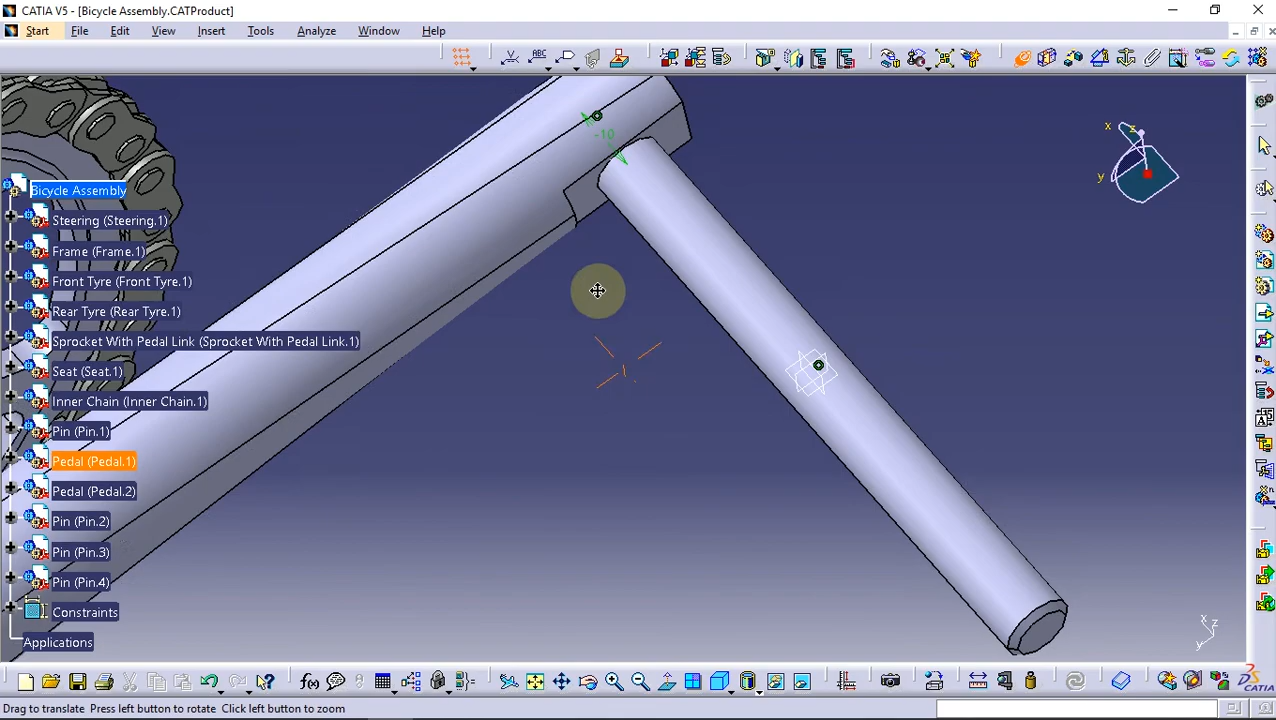 CATIA V5 - [Bicycle Assembly.CATProduct]
Start File Edit View Insert Tools Analyze Window Help
ABC
-10
x z
y
Bicycle Assembly
Steering (Steering.1)
Frame (Frame.1)
Front Tyre (Front Tyre.1)
Rear Tyre (Rear Tyre.1)
Sprocket With Pedal Link (Sprocket With Pedal Link.1)
Seat (Seat.1)
Inner Chain (Inner Chain.1)
Pin (Pin.1)
Pedal (Pedal.1)
Pedal (Pedal.2)
Pin (Pin.2)
Pin (Pin.3)
Pin (Pin.4)
Constraints
Applications
x z
y
f(x)
CATIA
Drag to translate Press left button to rotate Click left button to zoom